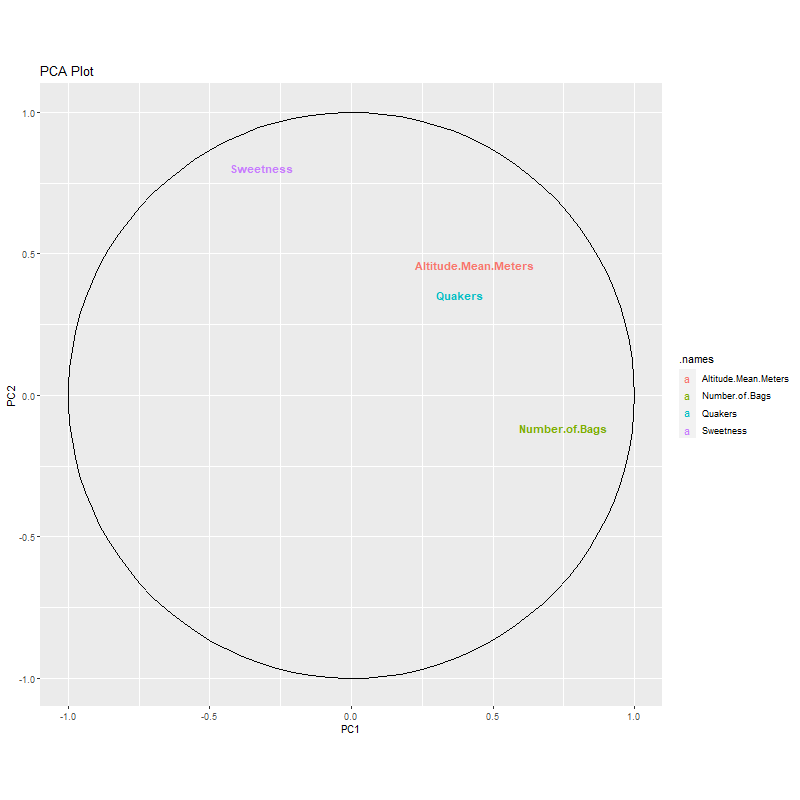 PCA Plot
1.0
Sweetness
0.5
Altitude.Mean.Meters
Quakers
PC2
0.0
Number.of.Bags
-0.5
-1.0
-1.0 -0.5 0.0 0.5 1.0
PC1
.names
a Altitude.Mean.Meters
a Number.of.Bags
a Quakers
a Sweetness